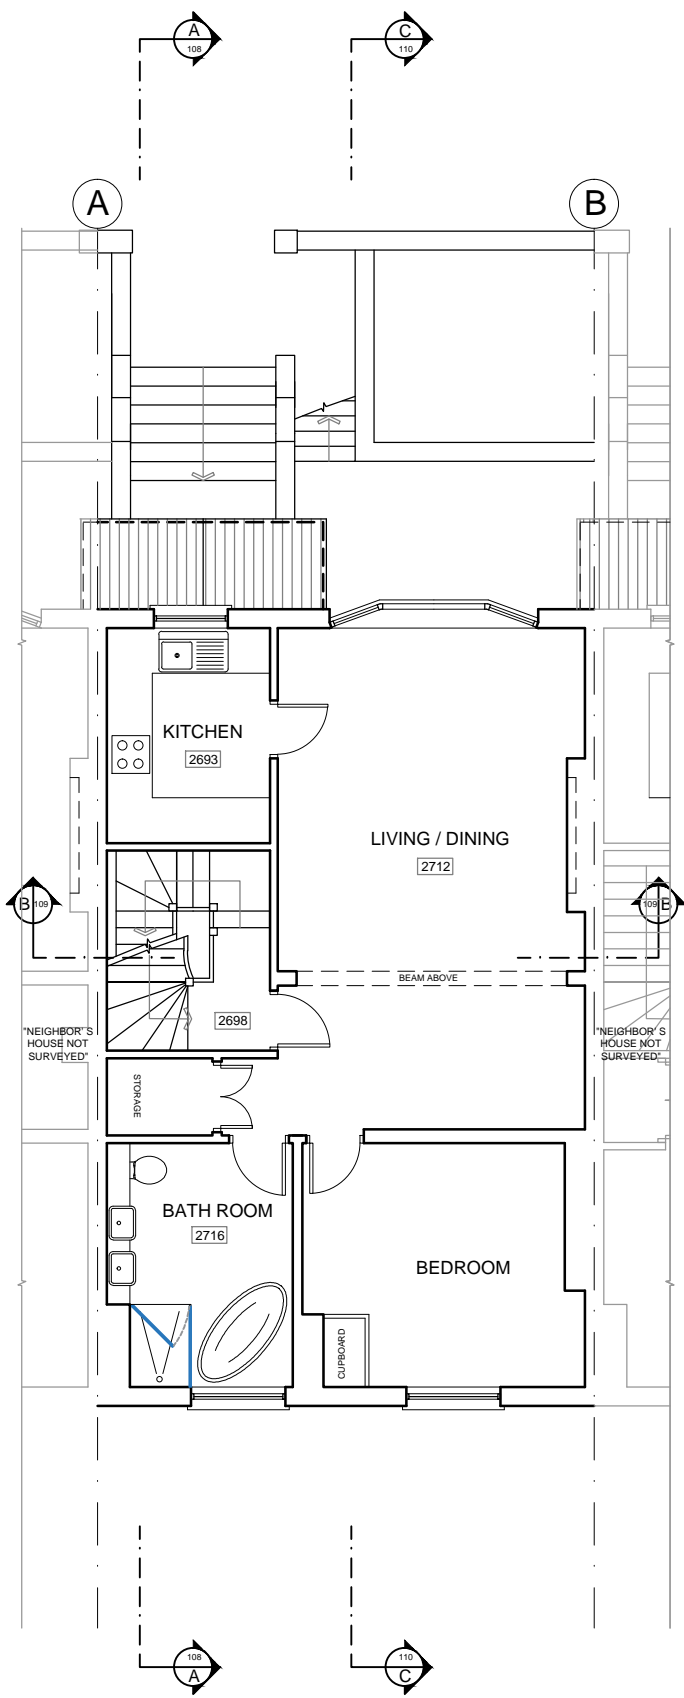 A
108
C
110
A
B
KITCHEN
2693
LIVING / DINING
2712
B
109
109
B
BEAM ABOVE
2698
"NEIGHBOR`S
HOUSE NOT
SURVEYED"
"NEIGHBOR`S
HOUSE NOT
SURVEYED"
STORAGE
BATH ROOM
2716
BEDROOM
CUPBOARD
108
A
110
C